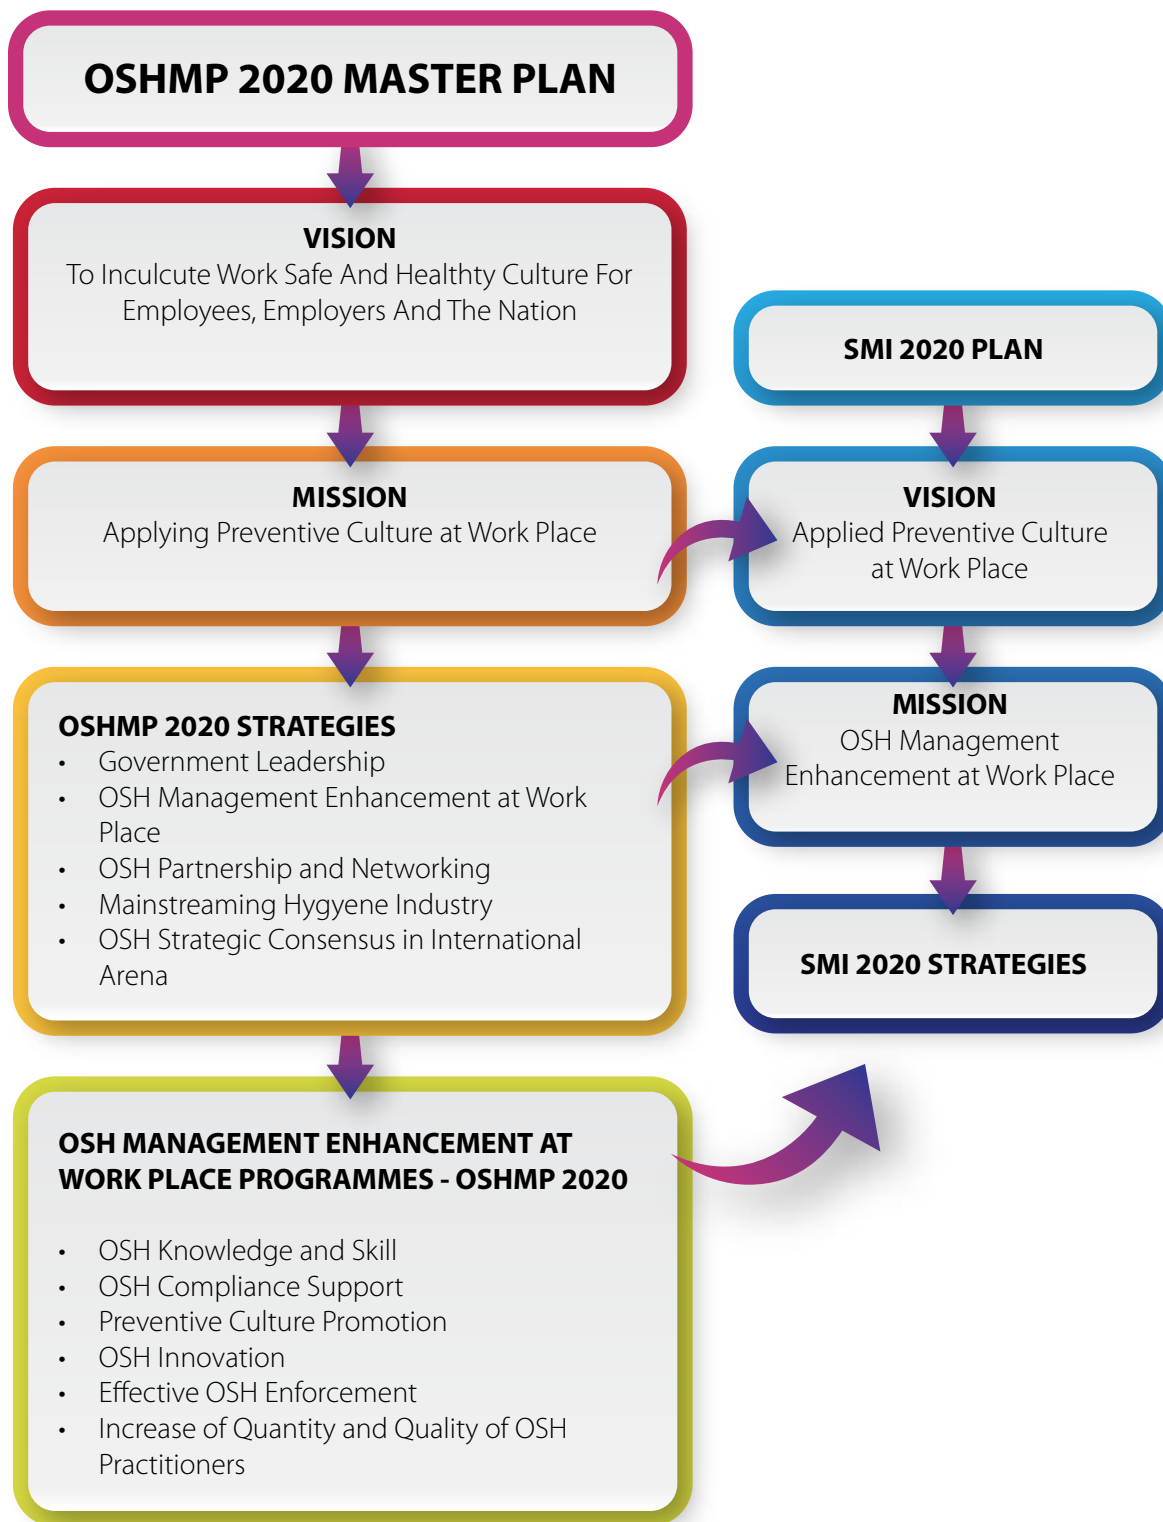 OSHMP 2020 MASTER PLAN
VISION
To Inculcute Work Safe And Healthty Culture For
Employees, Employers And The Nation
MISSION
Applying Preventive Culture at Work Place
OSHMP 2020 STRATEGIES
• Government Leadership
• OSH Management Enhancement at Work
Place
• OSH Partnership and Networking
• Mainstreaming Hygyene Industry
• OSH Strategic Consensus in International
Arena
OSH MANAGEMENT ENHANCEMENT AT
WORK PLACE PROGRAMMES - OSHMP 2020
• OSH Knowledge and Skill
• OSH Compliance Support
• Preventive Culture Promotion
• OSH Innovation
• Effective OSH Enforcement
• Increase of Quantity and Quality of OSH
Practitioners
SMI 2020 PLAN
VISION
Applied Preventive Culture
at Work Place
MISSION
OSH Management
Enhancement at Work Place
SMI 2020 STRATEGIES